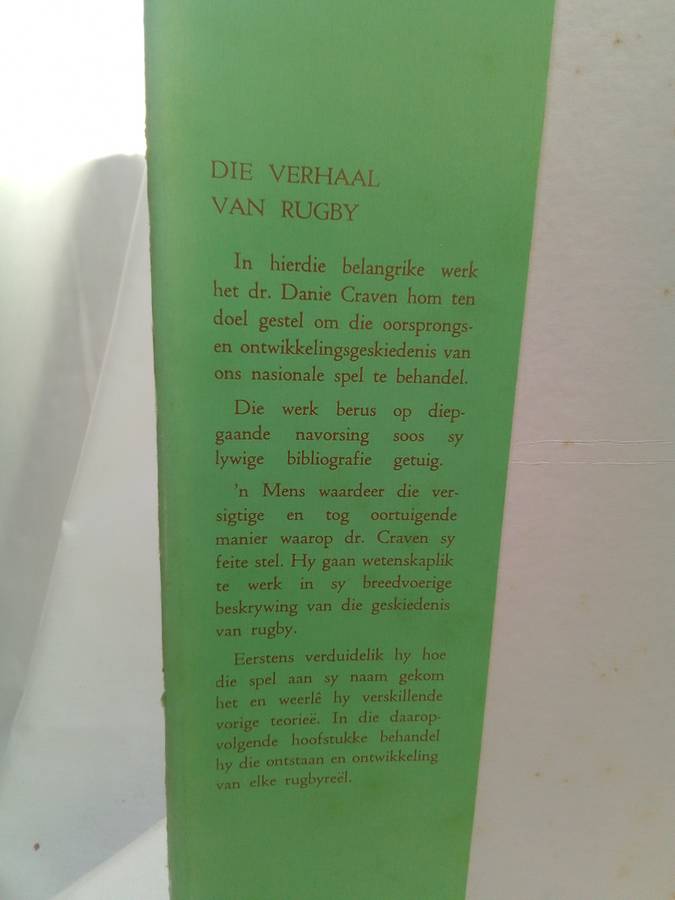 DIE VERHAAL
VAN RUGBY
In hierdie belangrike werk
het dr. Danie Craven hom ten
doel gestel om die oorsprongs-
en ontwikkelingsgeskiedenis van
ons nasionale spel te behandel.
Die werk berus op diep-
gaande navorsing soos sy
lywige bibliografie getuig.
'n Mens waardeer die ver-
sigtige en tog oortuigende
manier waarop dr. Craven sy
feite stel. Hy gaan wetenskaplik
te werk in sy breedvoerige
beskrywing van die geskiedenis
van rugby.
Eerstens verduidelik hy hoe
die spel aan sy naam gekom
het en weerlê hy verskillende
vorige teorieë. In die daarop-
volgende hoofstukke behandel
hy die ontstaan en ontwikkeling
van elke rugbyreël.